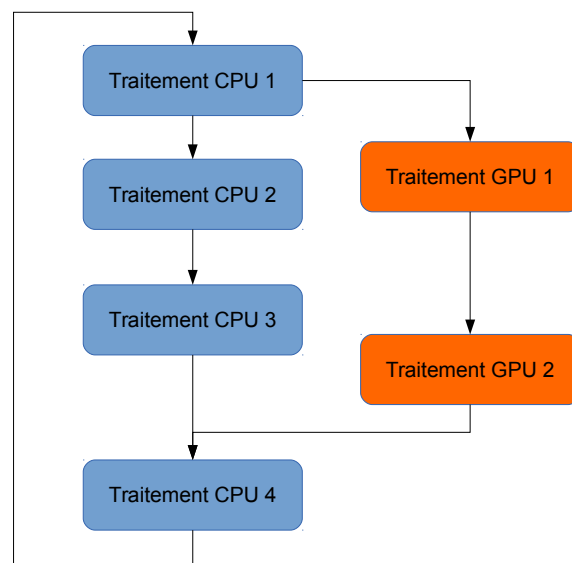 Traitement CPU 1
Traitement GPU 1
Traitement CPU 2
Traitement CPU 3
Traitement GPU 2
Traitement CPU 4